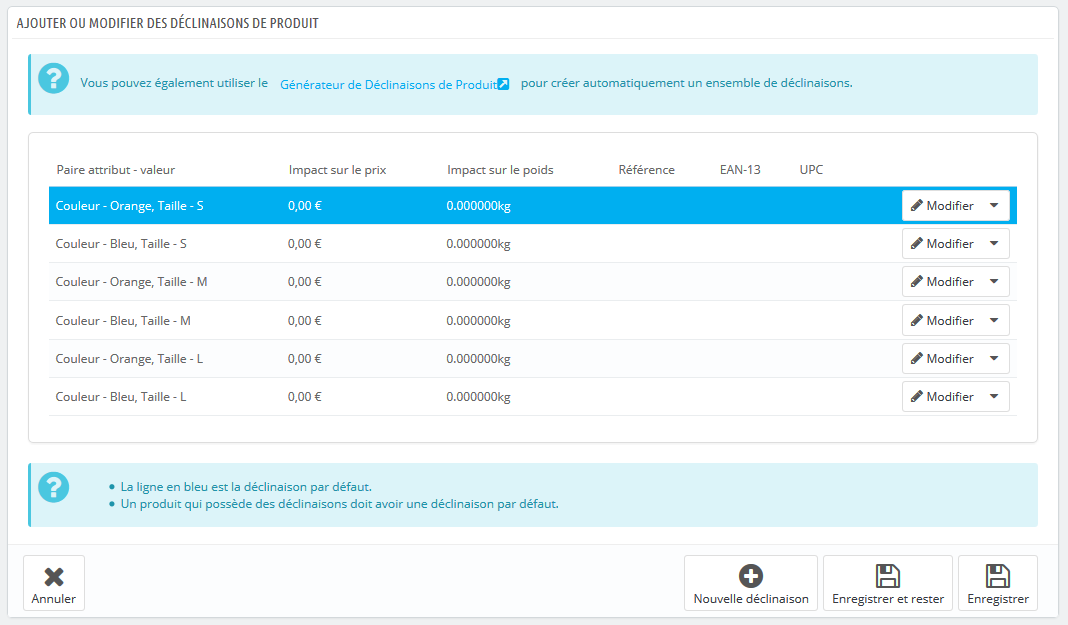 AJOUTER OU MODIFIER DES DÉCLINAISONS DE PRODUIT
Vous pouvez également utiliser le Générateur de Déclinaisons de Produit pour créer automatiquement un ensemble de déclinaisons.
Paire attribut - valeur Impact sur le prix Impact sur le poids Référence EAN-13 UPC
Couleur - Orange, Taille - S 0,00 € 0.000000kg Modifier
Couleur - Bleu, Taille - S 0,00 € 0.000000kg Modifier
Couleur - Orange, Taille - M 0,00 € 0.000000kg Modifier
Couleur - Bleu, Taille - M 0,00 € 0.000000kg Modifier
Couleur - Orange, Taille - L 0,00 € 0.000000kg Modifier
Couleur - Bleu, Taille - L 0,00 € 0.000000kg Modifier
La ligne en bleu est la déclinaison par défaut.
Un produit qui possède des déclinaisons doit avoir une déclinaison par défaut.
Annuler Nouvelle déclinaison Enregistrer et rester Enregistrer